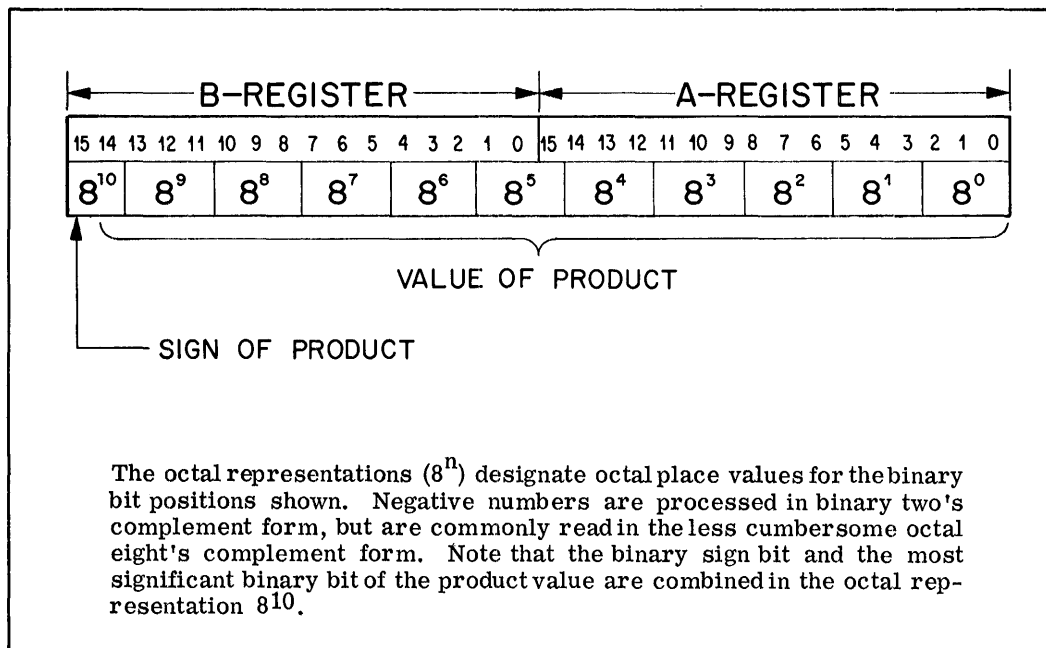 B-REGISTER A-REGISTER
15 14 13 12 11 10 9 8 7 6 5 4 3 2 1 0 15 14 13 12 11 10 9 8 7 6 5 4 3 2 1 0
8¹⁰ 8⁹ 8⁸ 8⁷ 8⁶ 8⁵ 8⁴ 8³ 8² 8¹ 8⁰
VALUE OF PRODUCT
SIGN OF PRODUCT
The octal representations (8ⁿ) designate octal place values for the binary
bit positions shown. Negative numbers are processed in binary two's
complement form, but are commonly read in the less cumbersome octal
eight's complement form. Note that the binary sign bit and the most
significant binary bit of the product value are combined in the octal rep-
resentation 8¹⁰.